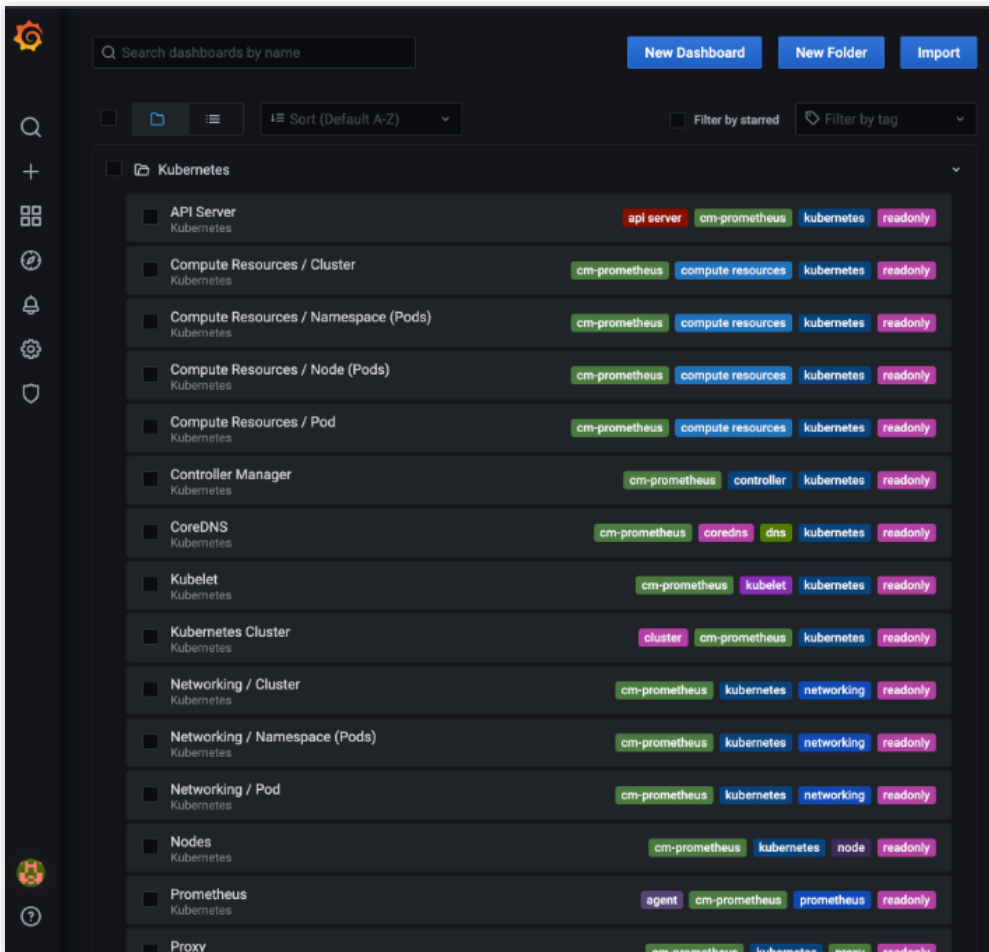 Search dashboards by name New Dashboard New Folder Import
Sort (Default A-Z) Filter by starred Filter by tag
Kubernetes
API Server
Kubernetes
api server cm-prometheus kubernetes readonly
Compute Resources / Cluster
Kubernetes
cm-prometheus compute resources kubernetes readonly
Compute Resources / Namespace (Pods)
Kubernetes
cm-prometheus compute resources kubernetes readonly
Compute Resources / Node (Pods)
Kubernetes
cm-prometheus compute resources kubernetes readonly
Compute Resources / Pod
Kubernetes
cm-prometheus compute resources kubernetes readonly
Controller Manager
Kubernetes
cm-prometheus controller kubernetes readonly
CoreDNS
Kubernetes
cm-prometheus coredns dns kubernetes readonly
Kubelet
Kubernetes
cm-prometheus kubelet kubernetes readonly
Kubernetes Cluster
Kubernetes
cluster cm-prometheus kubernetes readonly
Networking / Cluster
Kubernetes
cm-prometheus kubernetes networking readonly
Networking / Namespace (Pods)
Kubernetes
cm-prometheus kubernetes networking readonly
Networking / Pod
Kubernetes
cm-prometheus kubernetes networking readonly
Nodes
Kubernetes
cm-prometheus kubernetes node readonly
Prometheus
Kubernetes
agent cm-prometheus prometheus readonly
Proxy
cm-prometheus kubernetes proxy readonly